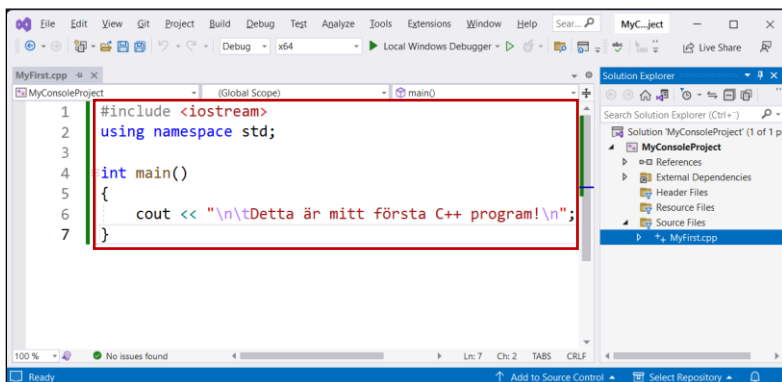 File Edit View Git Project Build Debug Test Analyze Tools Extensions Window Help Sear... MyC...ject
Debug x64 Local Windows Debugger Live Share
MyFirst.cpp
MyConsoleProject (Global Scope) main()
1 #include <iostream>
2 using namespace std;
3
4 int main()
5 {
6 cout << "\n\tDetta är mitt första C++ program!\n";
7 }
100 % No issues found Ln: 7 Ch: 2 TABS CRLF
Solution Explorer
Search Solution Explorer (Ctrl+¨)
Solution 'MyConsoleProject' (1 of 1 p
MyConsoleProject
References
External Dependencies
Header Files
Resource Files
Source Files
MyFirst.cpp
Ready Add to Source Control Select Repository